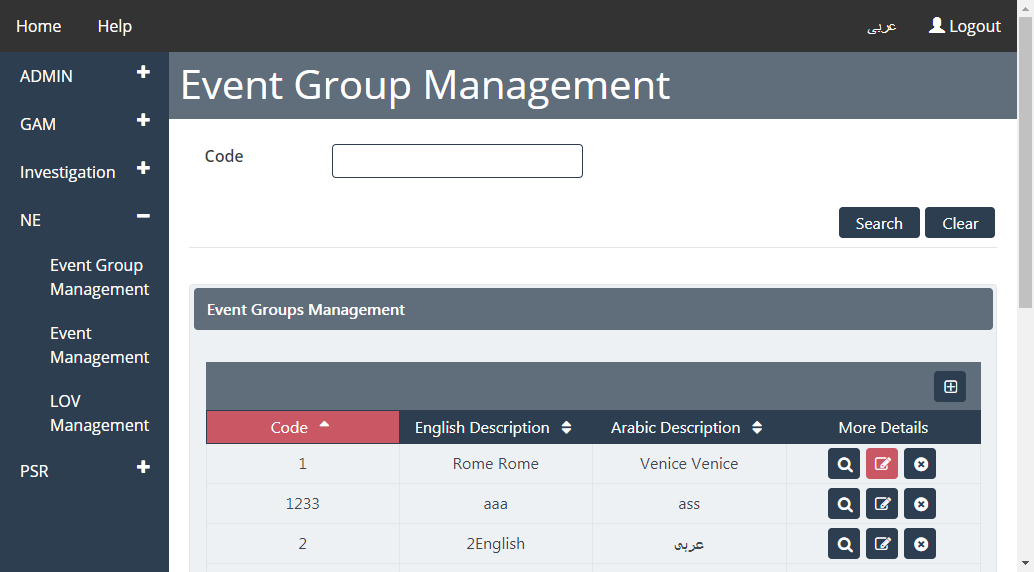 Home Help عربى Logout
ADMIN
GAM
Investigation
NE
Event Group
Management
Event
Management
LOV
Management
PSR
Event Group Management
Code
Search Clear
Event Groups Management
Code English Description Arabic Description More Details
1 Rome Rome Venice Venice
1233 aaa ass
2 2English عربى